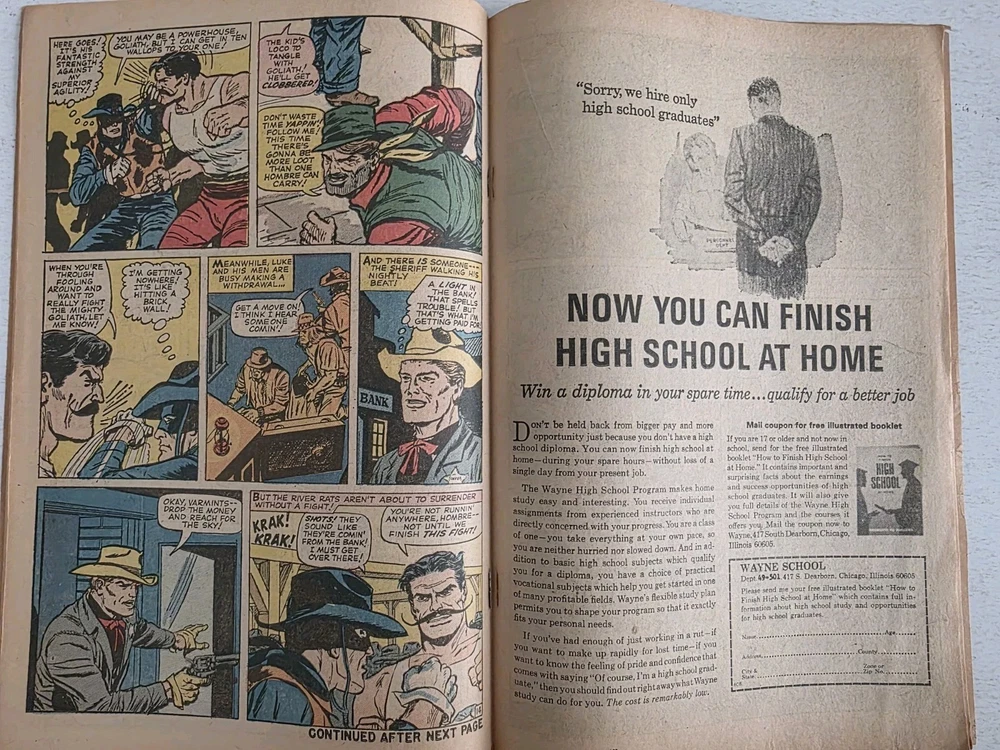 HERE GOES!
IT'S HIS
FANTASTIC
STRENGTH
AGAINST
MY
SUPERIOR
AGILITY!
YOU MAY BE A POWERHOUSE,
GOLIATH, BUT I CAN GET IN TEN
WALLOPS TO YOUR ONE!
THE KID'S
LOCO TO
TANGLE
WITH
GOLIATH!
HE'LL GET
CLOBBERED!
DON'T WASTE
TIME YAPPIN'!
FOLLOW ME!
THIS TIME
THERE'S
GONNA BE
MORE LOOT
THAN ONE
HOMBRE CAN
CARRY!
WHEN YOU'RE
THROUGH
FOOLING
AROUND AND
WANT TO
REALLY FIGHT
THE MIGHTY
GOLIATH, LET
ME KNOW!
I'M GETTING
NOWHERE!
IT'S LIKE
HITTING A
BRICK
WALL!
MEANWHILE, LUKE
AND HIS MEN ARE
BUSY MAKING A
WITHDRAWAL...
GET A MOVE ON!
I THINK I HEAR
SOMEONE
COMIN'!
AND THERE IS SOMEONE---
THE SHERIFF WALKING HIS
NIGHTLY
BEAT!
A LIGHT IN
THE BANK!
THAT SPELLS
TROUBLE! BUT
THAT'S WHAT I'M
GETTING PAID FOR!
BANK
OKAY, VARMINTS--
DROP THE MONEY
AND REACH FOR
THE SKY!
BUT THE RIVER RATS AREN'T ABOUT TO SURRENDER
WITHOUT A FIGHT!
KRAK!
KRAK!
SHOTS! THEY
SOUND LIKE
THEY'RE COMIN'
FROM THE BANK!
I MUST GET
OVER THERE!
YOU'RE NOT RUNNIN'
ANYWHERE, HOMBRE--
NOT UNTIL WE
FINISH THIS FIGHT!
CONTINUED AFTER NEXT PAGE
"Sorry, we hire only
high school graduates"
PERSONNEL
DEPT.
NOW YOU CAN FINISH
HIGH SCHOOL AT HOME
Win a diploma in your spare time...qualify for a better job
Don't be held back from bigger pay and more
opportunity just because you don't have a high
school diploma. You can now finish school at
home—during your spare hours—without loss of a
single day from your present job.
The Wayne High School Program makes home
study easy and interesting. You receive individual
assignments from experienced instructors who are
directly concerned with your progress. You are a class
of one—you take everything at your own pace, so
you are neither hurried nor slowed down. And in ad-
dition to basic high school subjects which qualify
you for a diploma, you have a choice of practical
vocational subjects which help you get started in one
of many profitable fields. Wayne's flexible study plan
permits you to shape your program so that it exactly
fits your personal needs.
If you've had enough of just working in a rut—if
you want to make up rapidly for lost time—if you
want to know the feeling of pride and confidence that
comes with saying "Of course, I'm a high school grad-
uate," then you should find out right away what Wayne
study can do for you. The cost is remarkably low.
Mail coupon for free illustrated booklet
If you are 17 or older and not now in
school, send for the free illustrated
booklet "How to Finish High School
at Home." It contains important and
surprising facts about the earnings
and success opportunities of high
school graduates. It will also give
you full details of the Wayne High
School Program and the courses it
offers you. Mail the coupon now to
Wayne, 417 South Dearborn, Chicago,
Illinois 60605.
HIGH
SCHOOL
WAYNE SCHOOL
Dept. 49-501 417 S. Dearborn, Chicago, Illinois 60605
Please send me your free illustrated booklet "How to
Finish High School at Home" which contains full in-
formation about high school study and opportunities
for high school graduates.
Name Age
Address County
City & State Zone or Zip No.